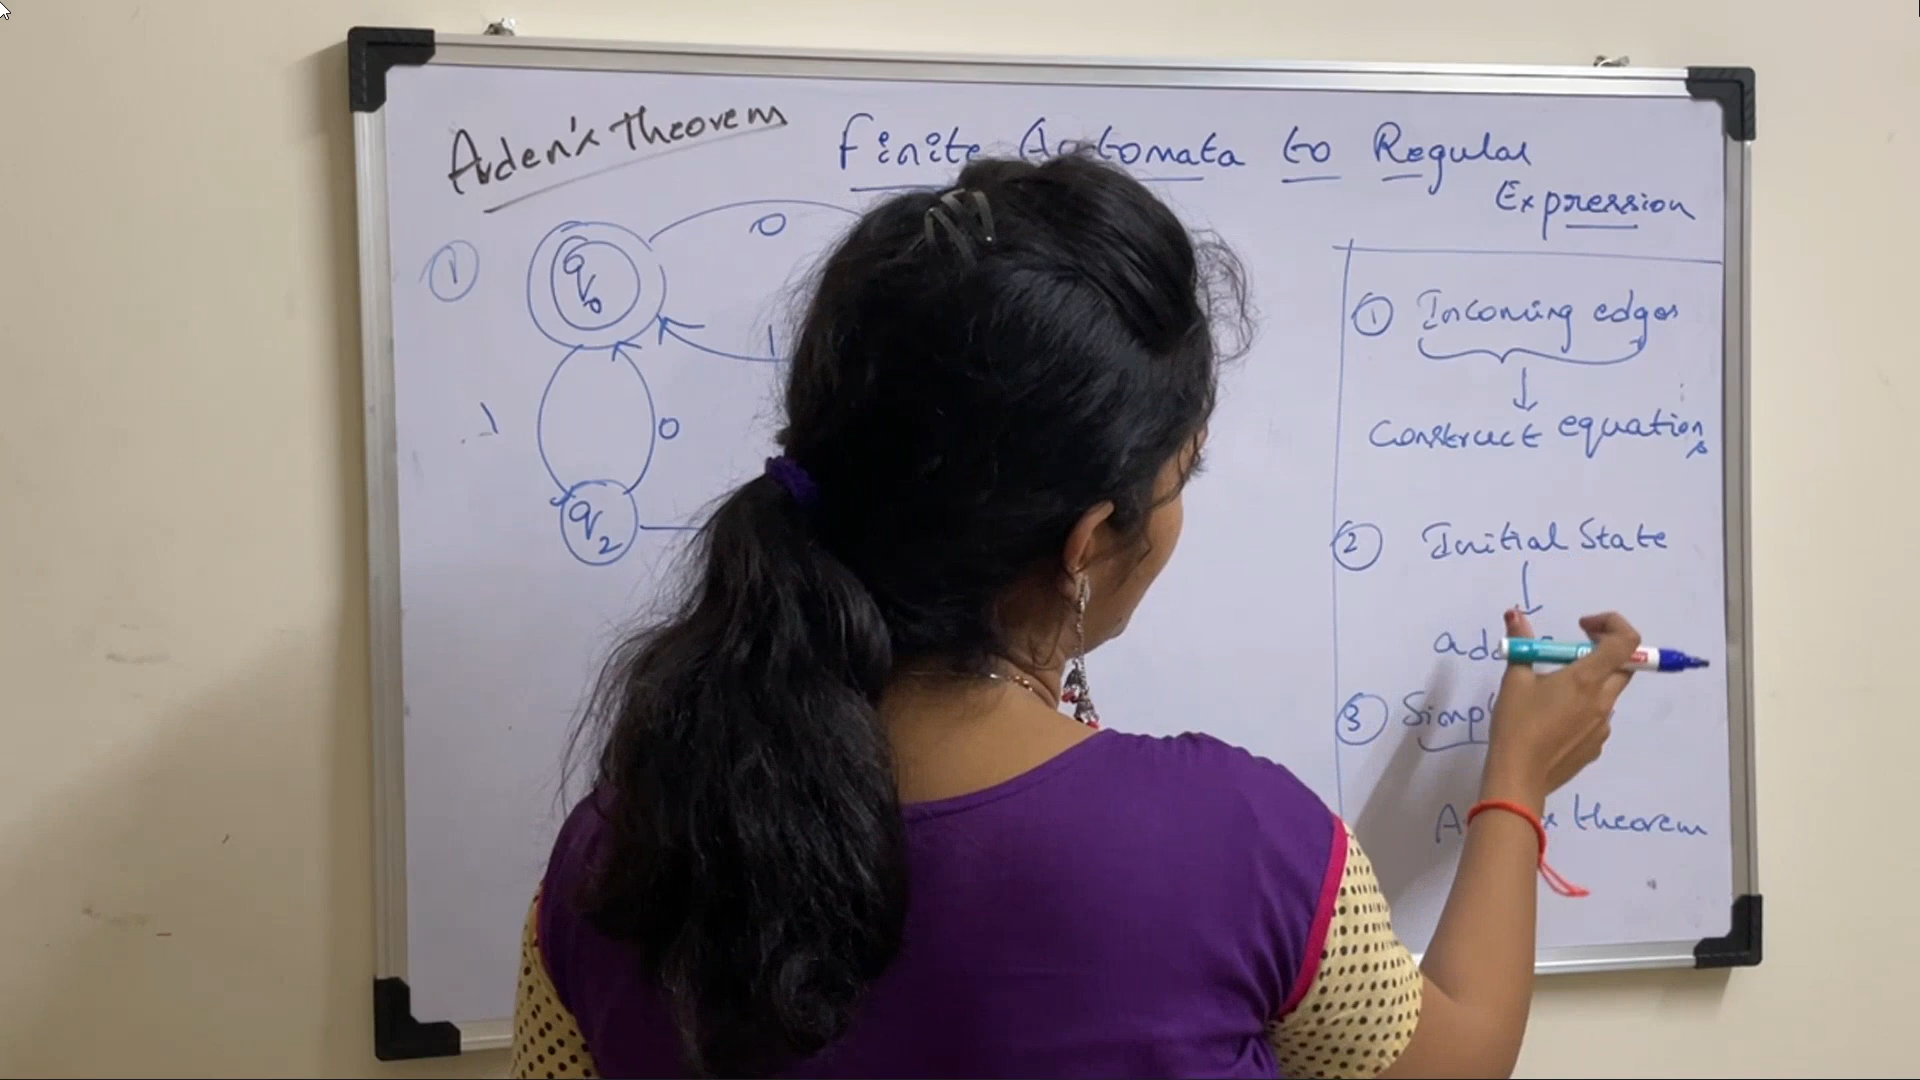 Arden's theorem
Finite Automata to Regular
Expression
1
q0
0
1
1
0
q2
1 Incoming edges
Construct equations
2 Initial State
3
theorem